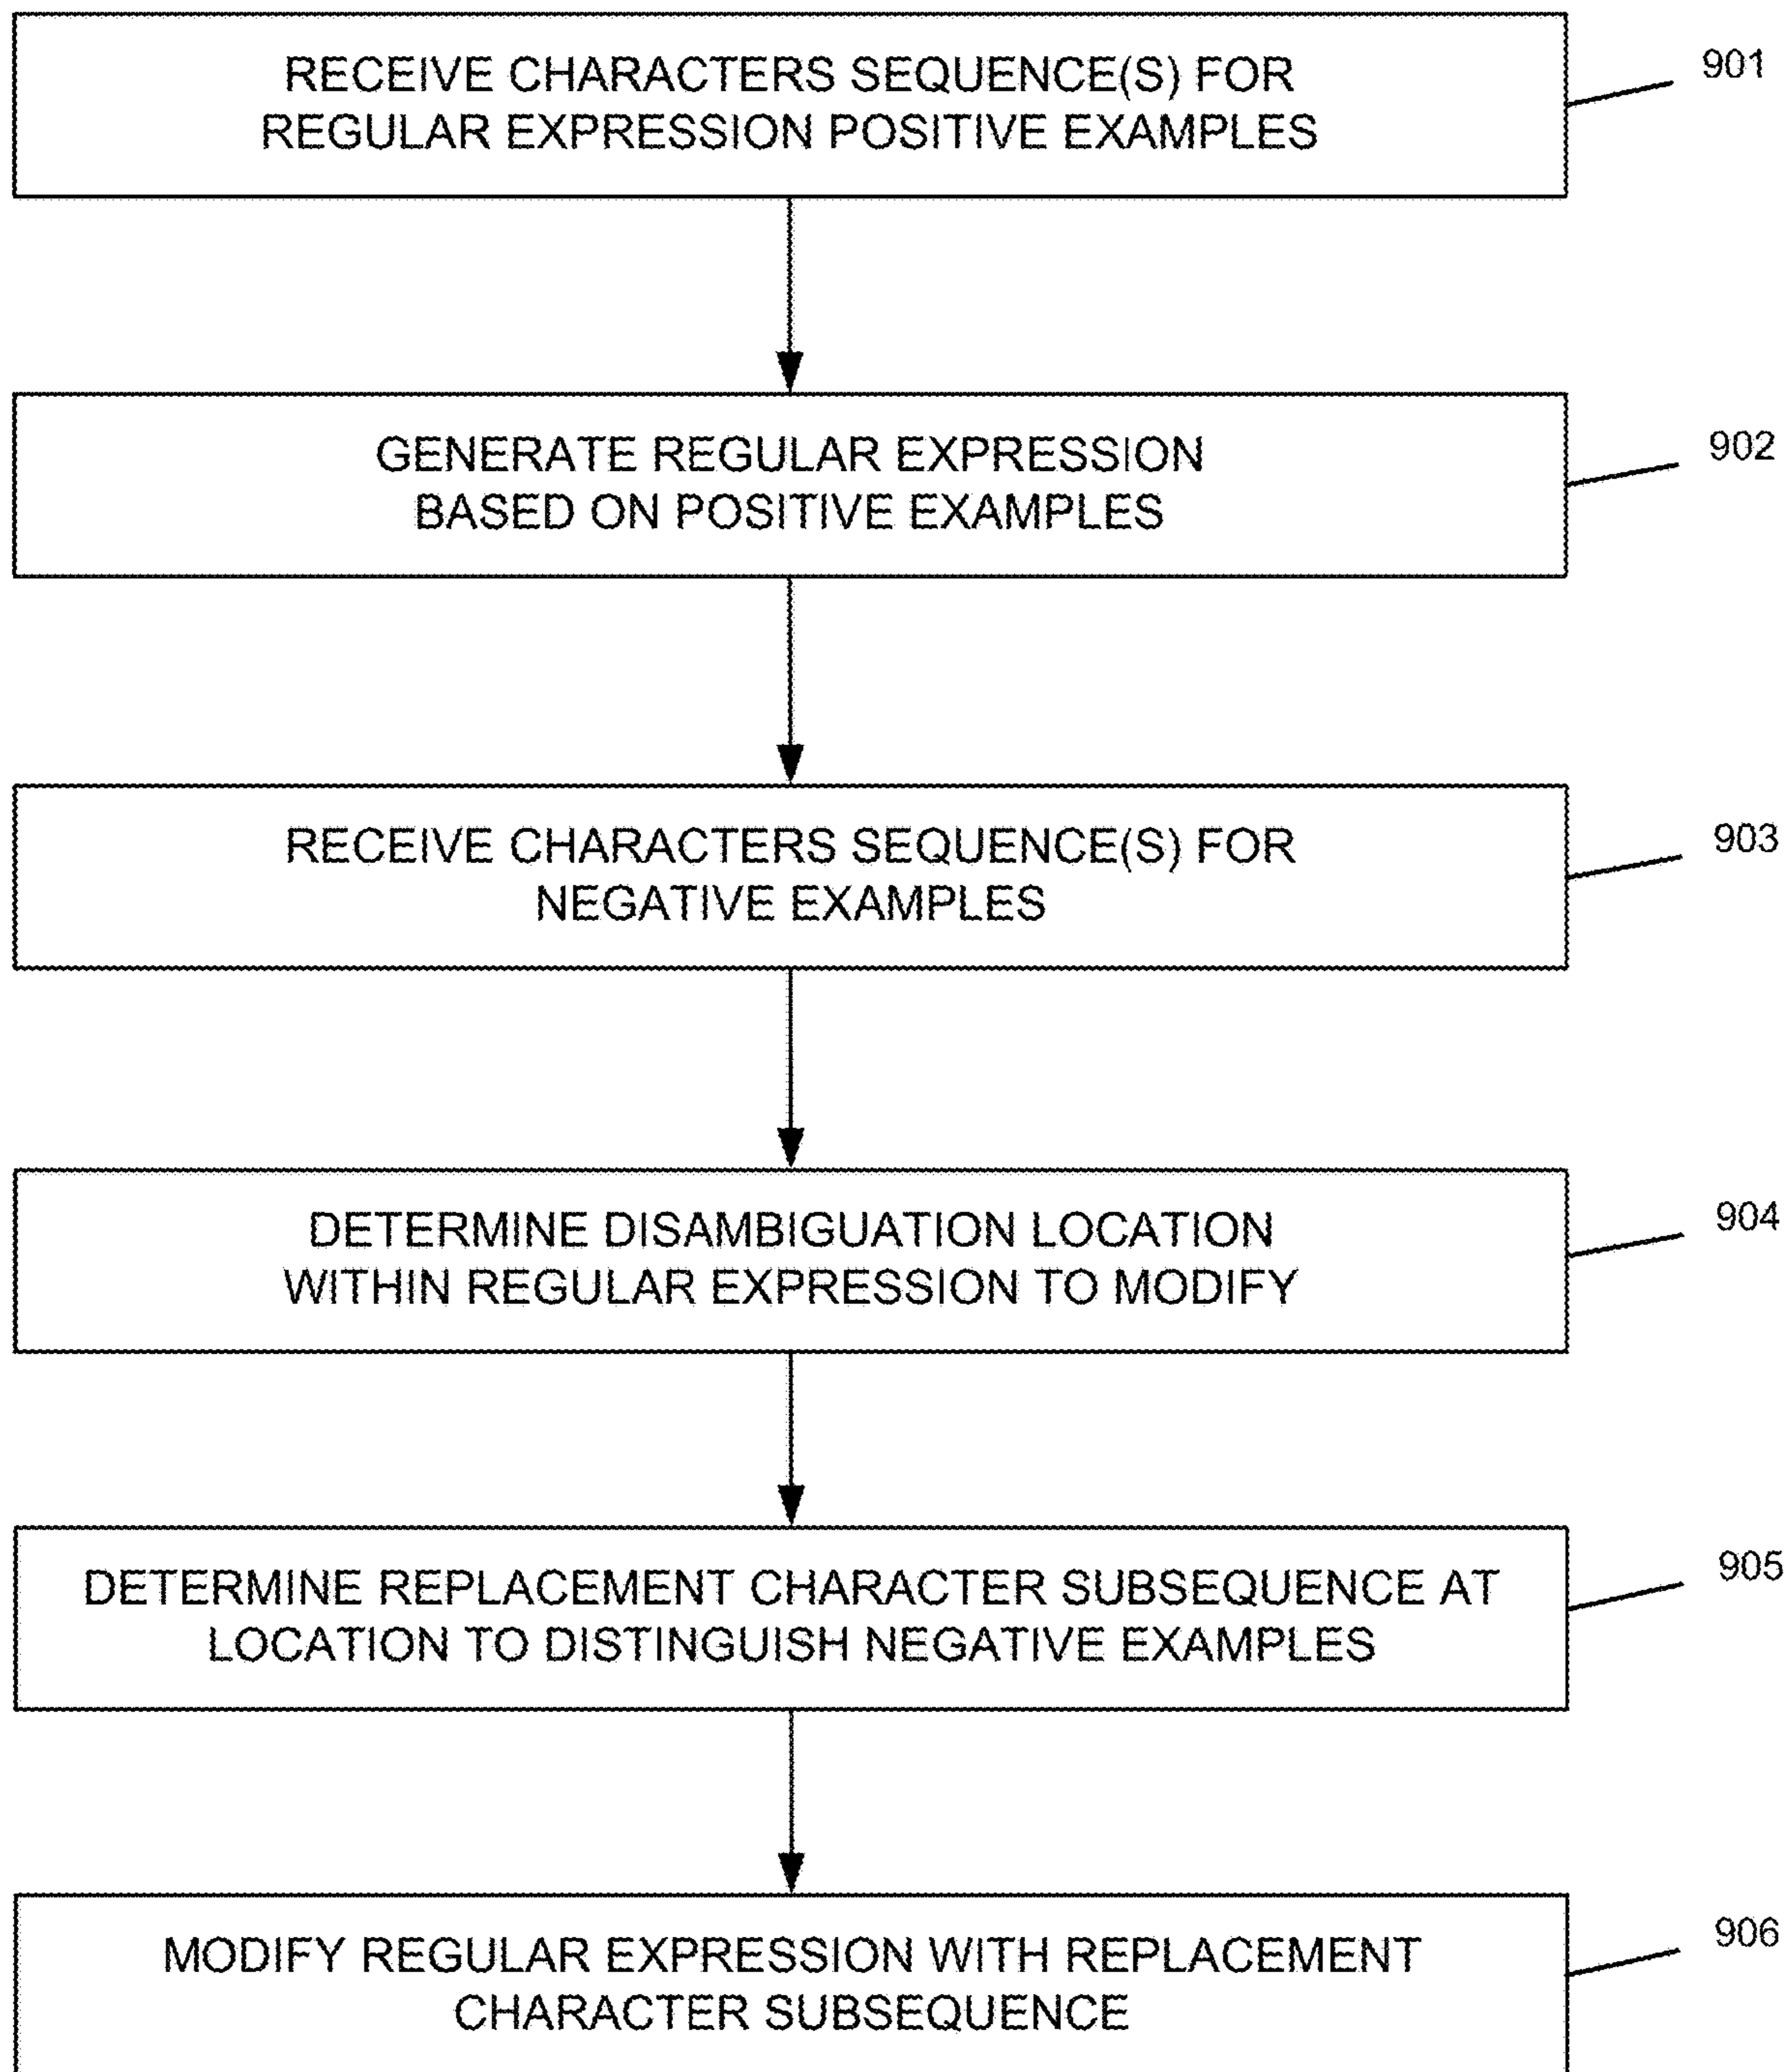 RECEIVE CHARACTERS SEQUENCE(S) FOR
REGULAR EXPRESSION POSITIVE EXAMPLES
901
GENERATE REGULAR EXPRESSION
BASED ON POSITIVE EXAMPLES
902
RECEIVE CHARACTERS SEQUENCE(S) FOR
NEGATIVE EXAMPLES
903
DETERMINE DISAMBIGUATION LOCATION
WITHIN REGULAR EXPRESSION TO MODIFY
904
DETERMINE REPLACEMENT CHARACTER SUBSEQUENCE AT
LOCATION TO DISTINGUISH NEGATIVE EXAMPLES
905
MODIFY REGULAR EXPRESSION WITH REPLACEMENT
CHARACTER SUBSEQUENCE
906